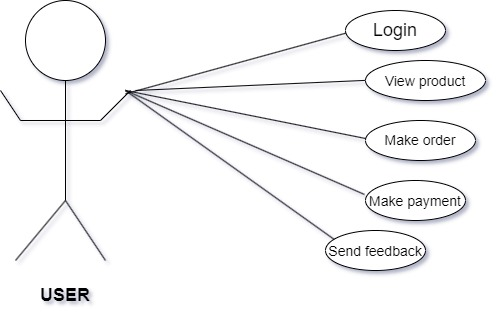 Login
View product
Make order
Make payment
Send feedback
USER